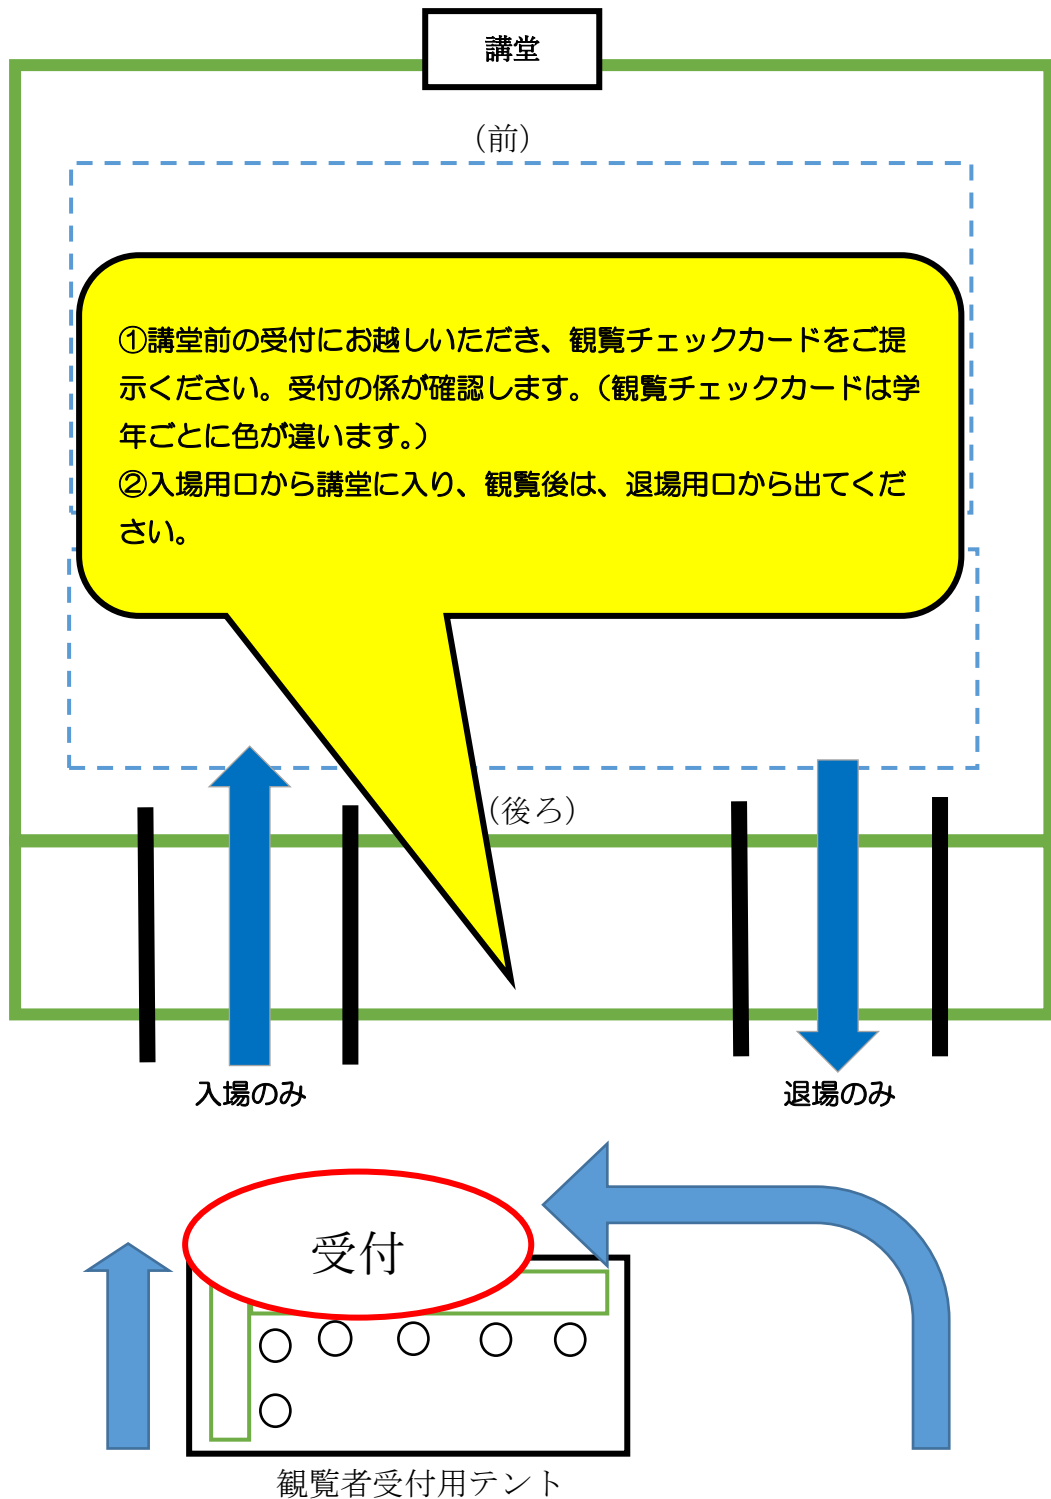 講堂
（前）
①講堂前の受付にお越しいただき、観覧チェックカードをご提
示ください。受付の係が確認します。（観覧チェックカードは学
年ごとに色が違います。）
②入場用口から講堂に入り、観覧後は、退場用口から出てくだ
さい。
（後ろ）
入場のみ
退場のみ
受付
観覧者受付用テント